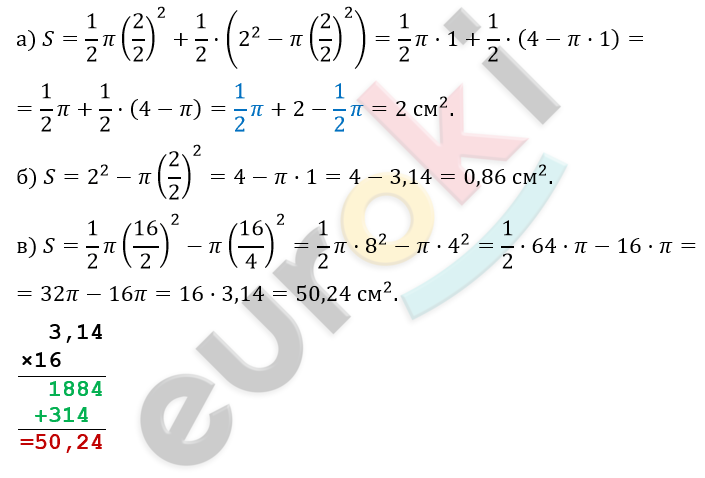 а) S = 1/2 π (2/2)² + 1/2 · (2² − π (2/2)²) = 1/2 π · 1 + 1/2 · (4 − π · 1) =
= 1/2 π + 1/2 · (4 − π) = 1/2 π + 2 − 1/2 π = 2 см².
б) S = 2² − π (2/2)² = 4 − π · 1 = 4 − 3,14 = 0,86 см².
в) S = 1/2 π (16/2)² − π (16/4)² = 1/2 π · 8² − π · 4² = 1/2 · 64 · π − 16 · π =
= 32π − 16π = 16 · 3,14 = 50,24 см².
3,14
×16
1884
+314
=50,24
euroki